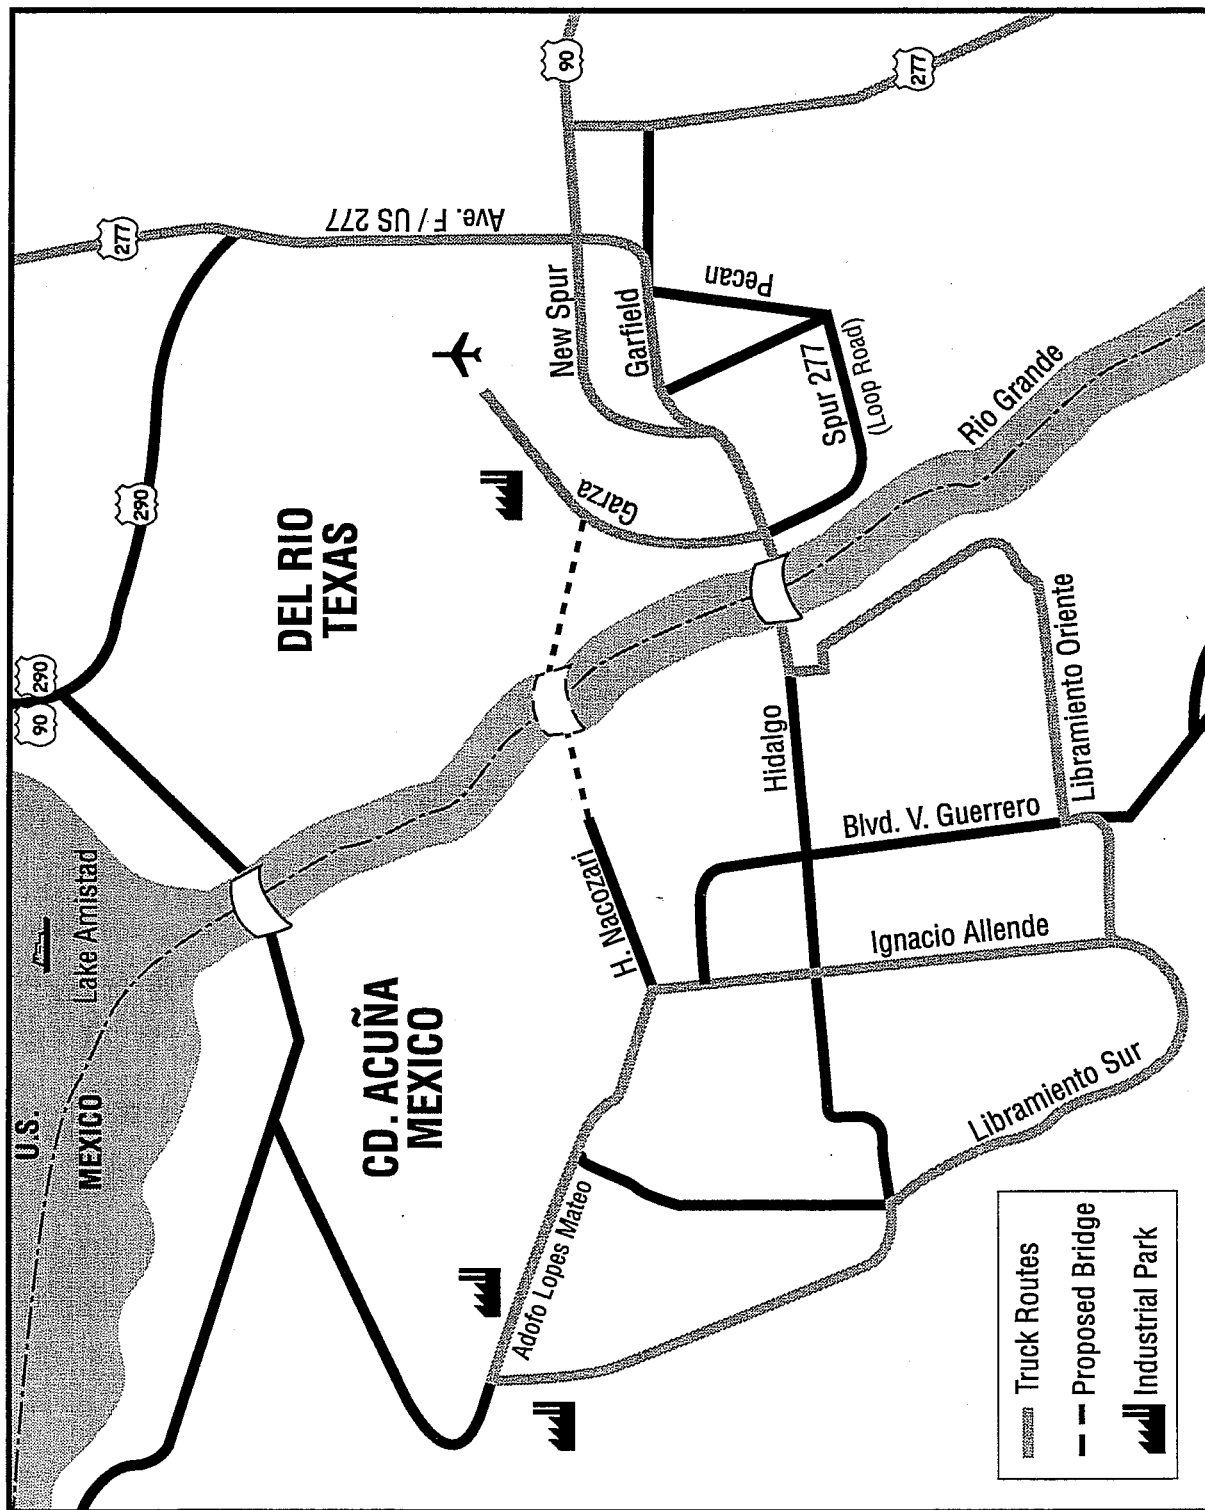 U.S.
MEXICO
Lake Amistad
90
290
290
277
DEL RIO
TEXAS
Ave. F / US 277
CD. ACUÑA
MEXICO
90
New Spur
Garfield
Garza
Pecan
277
Spur 277
(Loop Road)
Rio Grande
H. Nacozari
Hidalgo
Blvd. V. Guerrero
Ignacio Allende
Libramiento Oriente
Libramiento Sur
Adofo Lopes Mateo
Truck Routes
Proposed Bridge
Industrial Park